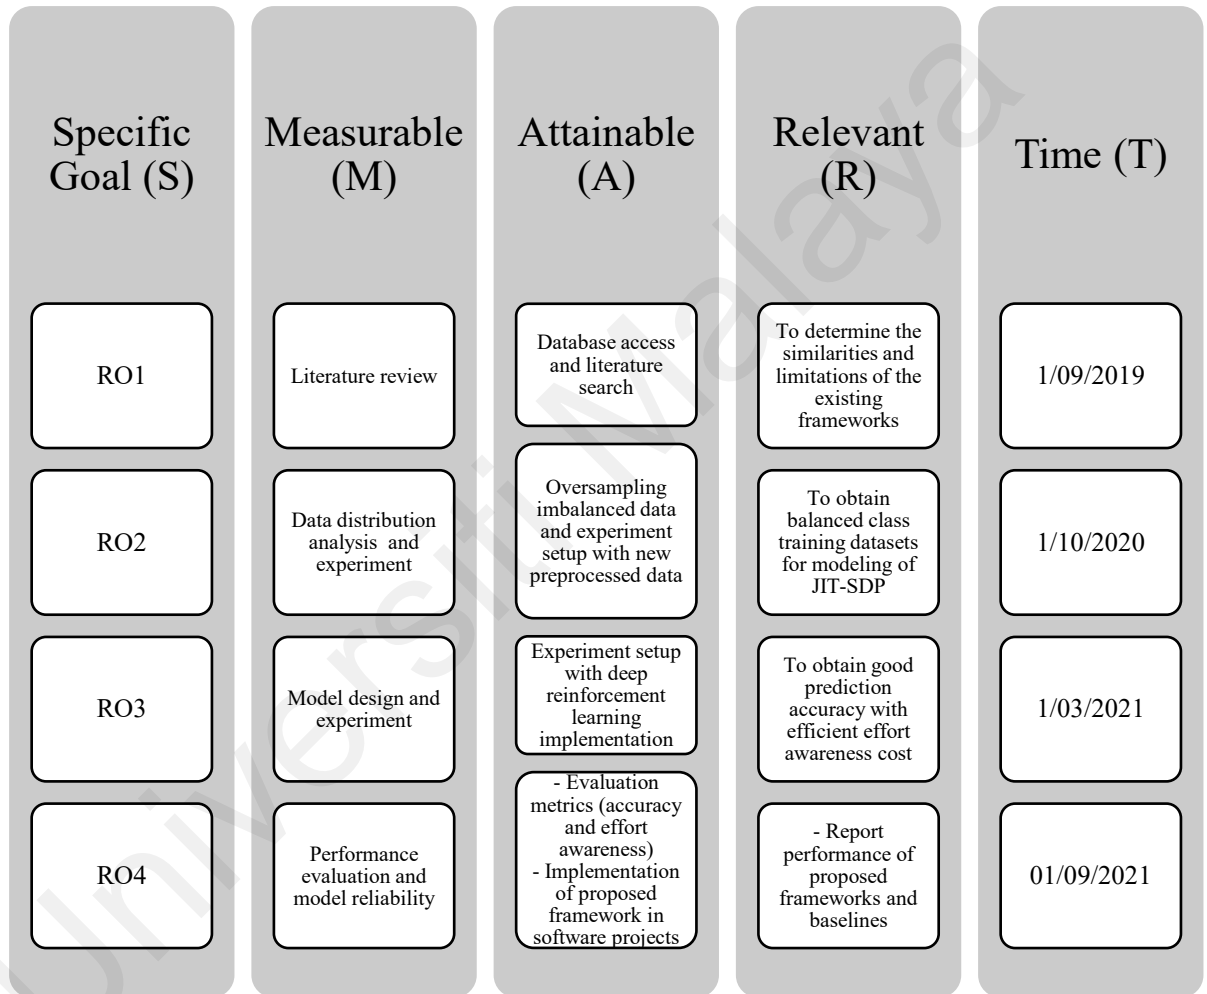 Specific
Goal (S)
Measurable
(M)
Attainable
(A)
Relevant
(R)
Time (T)
RO1
Literature review
Database access
and literature
search
To determine the
similarities and
limitations of the
existing
frameworks
1/09/2019
RO2
Data distribution
analysis and
experiment
Oversampling
imbalanced data
and experiment
setup with new
preprocessed data
To obtain
balanced class
training datasets
for modeling of
JIT-SDP
1/10/2020
RO3
Model design and
experiment
Experiment setup
with deep
reinforcement
learning
implementation
To obtain good
prediction
accuracy with
efficient effort
awareness cost
1/03/2021
RO4
Performance
evaluation and
model reliability
- Evaluation
metrics (accuracy
and effort
awareness)
- Implementation
of proposed
framework in
software projects
- Report
performance of
proposed
frameworks and
baselines
01/09/2021
Universiti Malaya